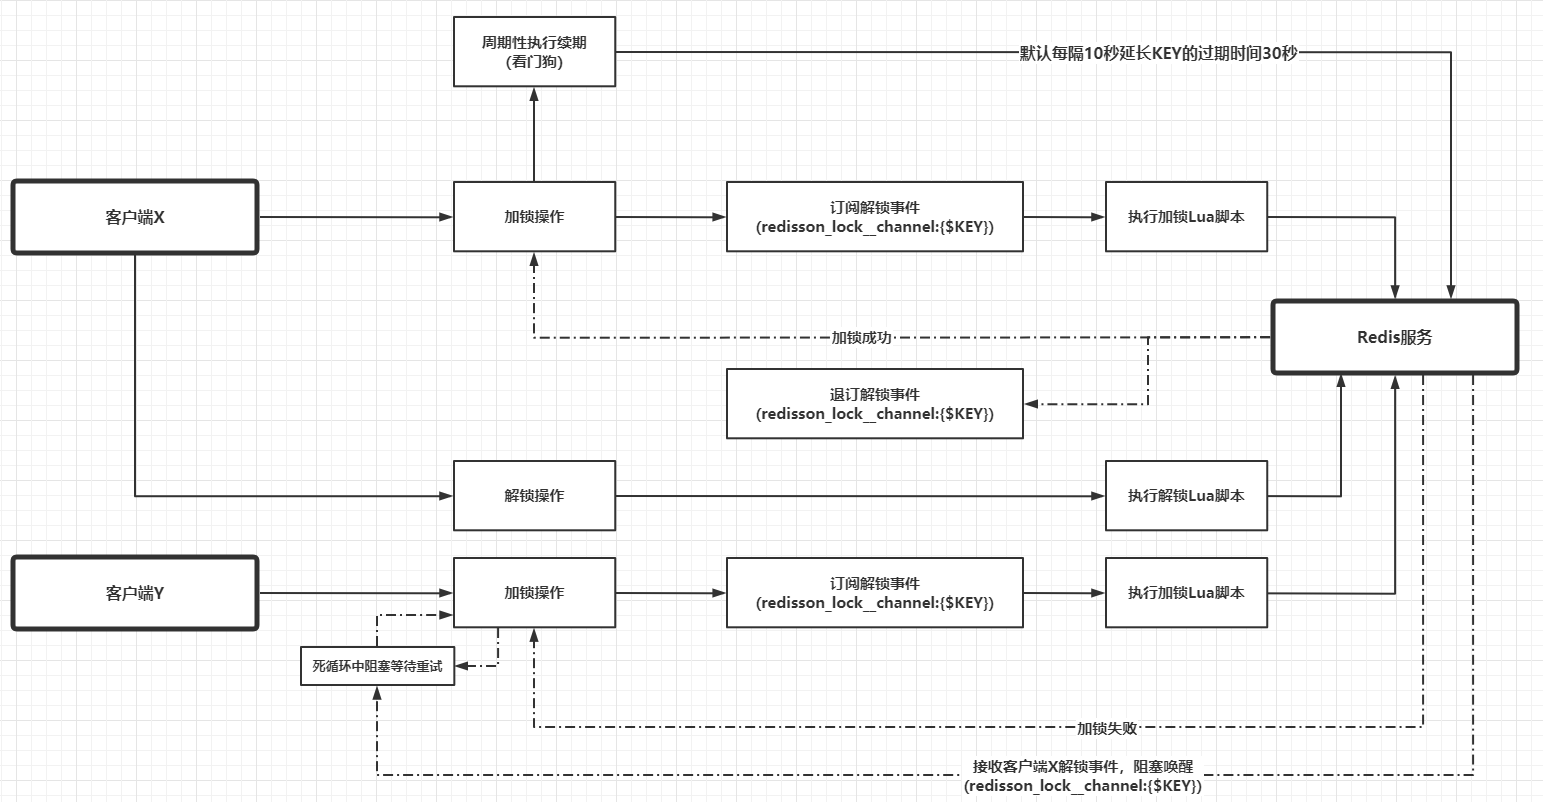 周期性执行续期
(看门狗)
默认每隔10秒延长KEY的过期时间30秒
客户端X
加锁操作
订阅解锁事件
(redisson_lock__channel:{$KEY})
执行加锁Lua脚本
加锁成功
Redis服务
退订解锁事件
(redisson_lock__channel:{$KEY})
解锁操作
执行解锁Lua脚本
客户端Y
加锁操作
订阅解锁事件
(redisson_lock__channel:{$KEY})
执行加锁Lua脚本
死循环中阻塞等待重试
加锁失败
接收客户端X解锁事件，阻塞唤醒
(redisson_lock__channel:{$KEY})